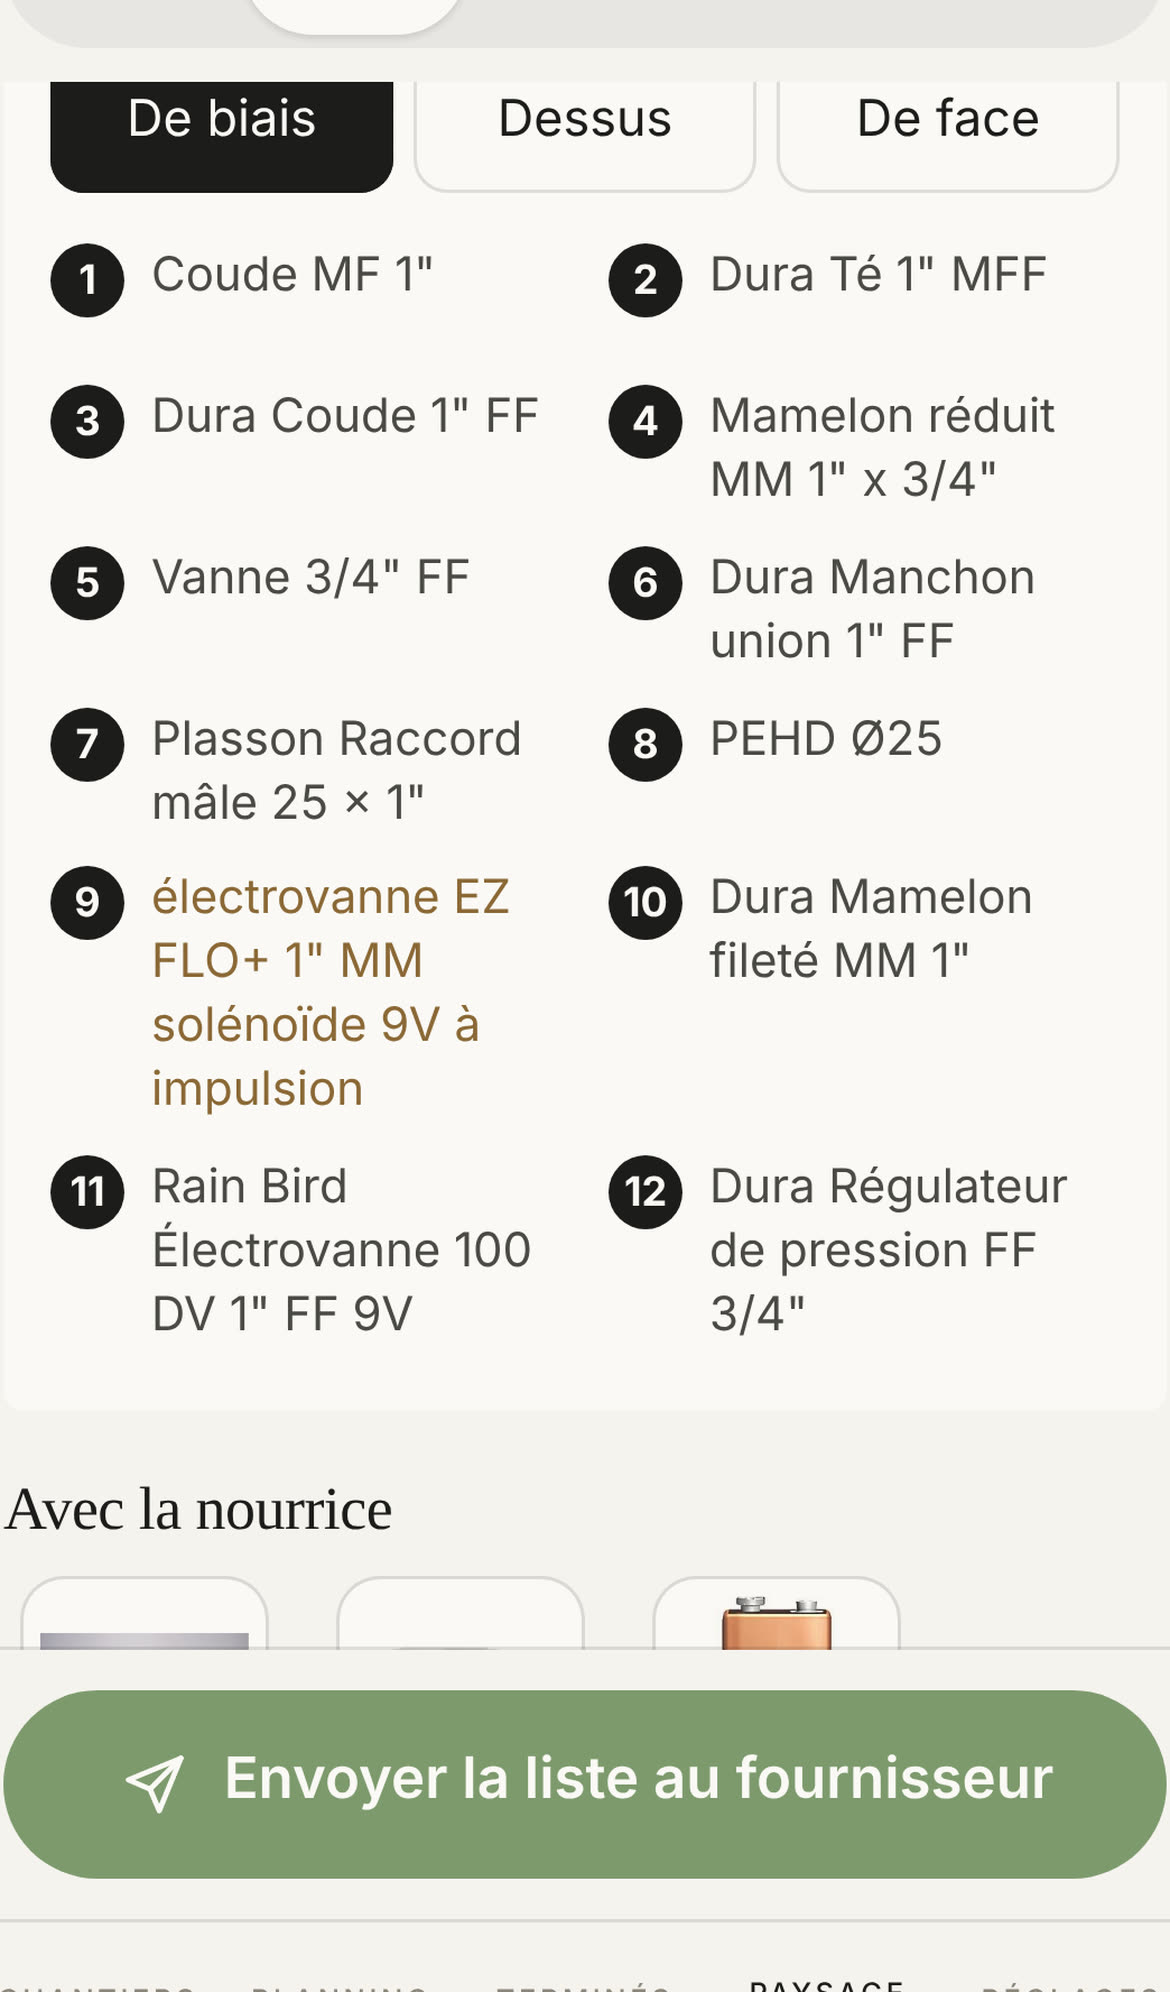 De biais
Dessus
De face
1 Coude MF 1"
2 Dura Té 1" MFF
3 Dura Coude 1" FF
4 Mamelon réduit
MM 1" x 3/4"
5 Vanne 3/4" FF
6 Dura Manchon
union 1" FF
7 Plasson Raccord
mâle 25 × 1"
8 PEHD Ø25
9 électrovanne EZ
FLO+ 1" MM
solénoïde 9V à
impulsion
10 Dura Mamelon
fileté MM 1"
11 Rain Bird
Électrovanne 100
DV 1" FF 9V
12 Dura Régulateur
de pression FF
3/4"
Avec la nourrice
Envoyer la liste au fournisseur
CHANTIERS PLANNING TERMINÉS PAYSAGE RÉGLAGES